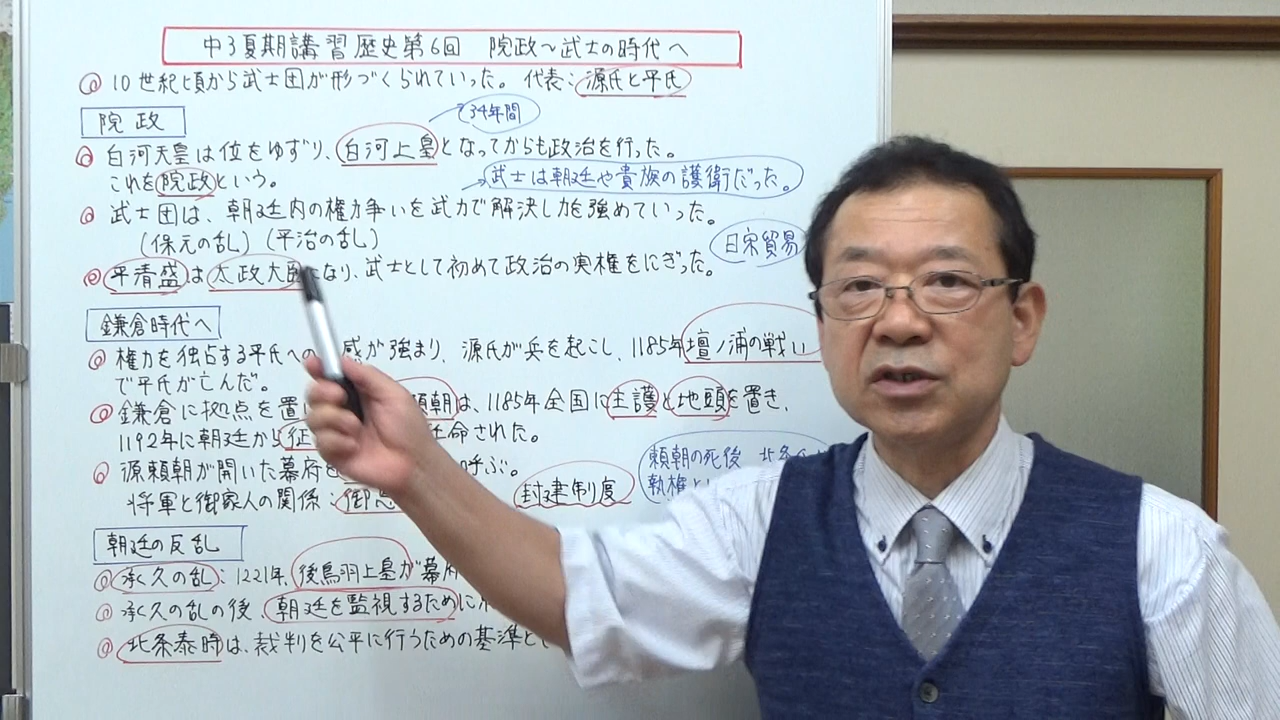 中3夏期講習歴史第6回 院政〜武士の時代へ
◎ 10世紀頃から武士団が形づくられていった。代表:源氏と平氏
院政
34年間
◎ 白河天皇は位をゆずり、白河上皇となってからも政治を行った。
これを院政という。
武士は朝廷や貴族の護衛だった。
◎ 武士団は、朝廷内の権力争いを武力で解決し力を強めていった。
(保元の乱)(平治の乱)
日宋貿易
◎ 平清盛は太政大臣になり、武士として初めて政治の実権をにぎった。
鎌倉時代へ
◎ 権力を独占する平氏への 感が強まり、源氏が兵を起こし、1185年壇ノ浦の戦い
で平氏が亡んだ。
◎ 鎌倉に拠点を置 頼朝は、1185年全国に主護と地頭を置き、
1192年に朝廷から征 任命された。
◎ 源頼朝が開いた幕府を 呼ぶ。
頼朝の死後 北条
執権と
将軍と御家人の関係:御恩
封建制度
朝廷の反乱
◎ 承久の乱:1221年、後鳥羽上皇が幕府
◎ 承久の乱の後、朝廷を監視するために
◎ 北条泰時は、裁判を公平に行うための基準と